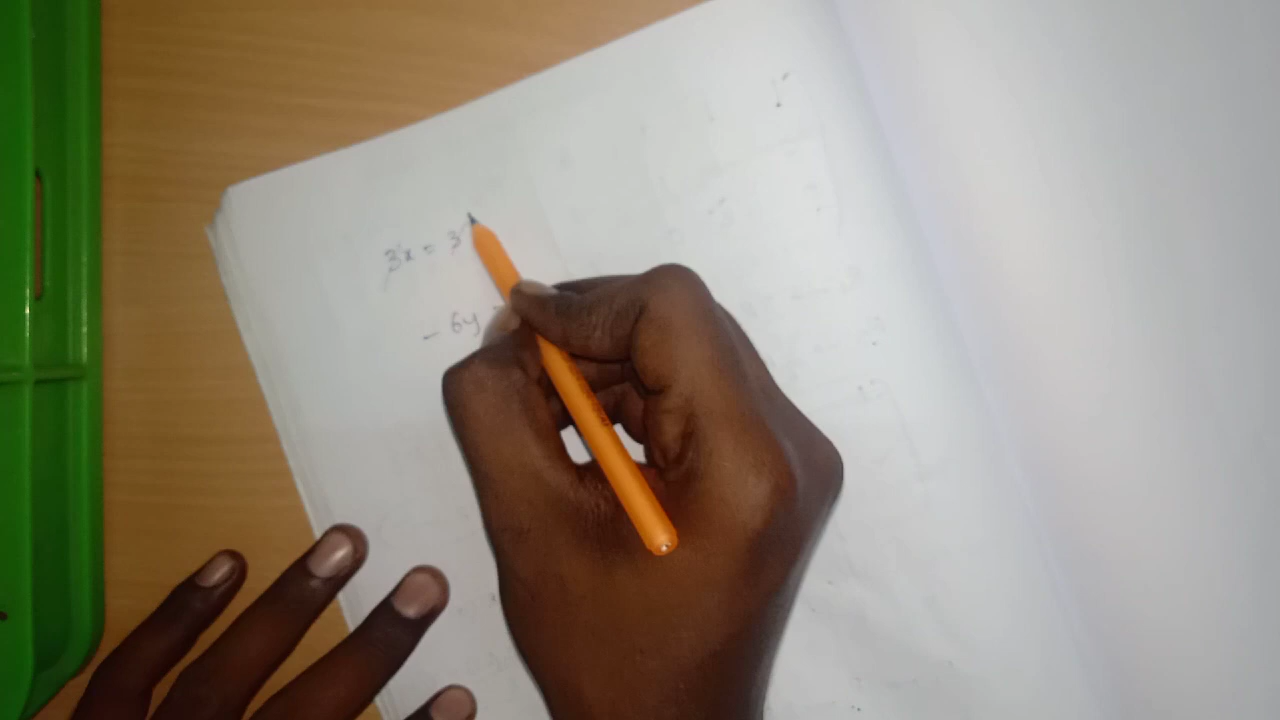 3x = 3
- 6y =